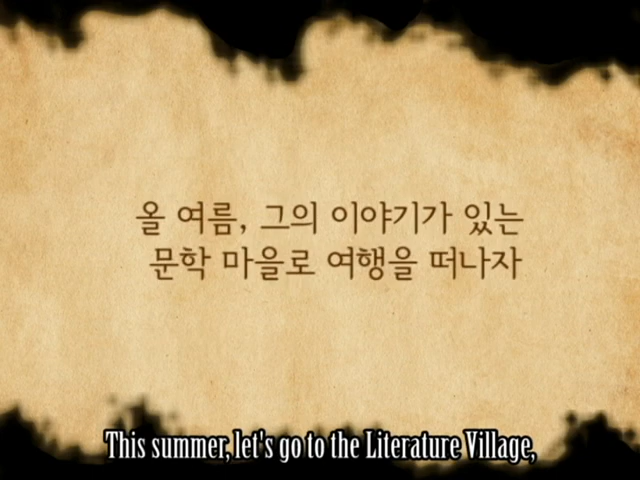 올 여름, 그의 이야기가 있는
문학 마을로 여행을 떠나자
This summer, let's go to the Literature Village,